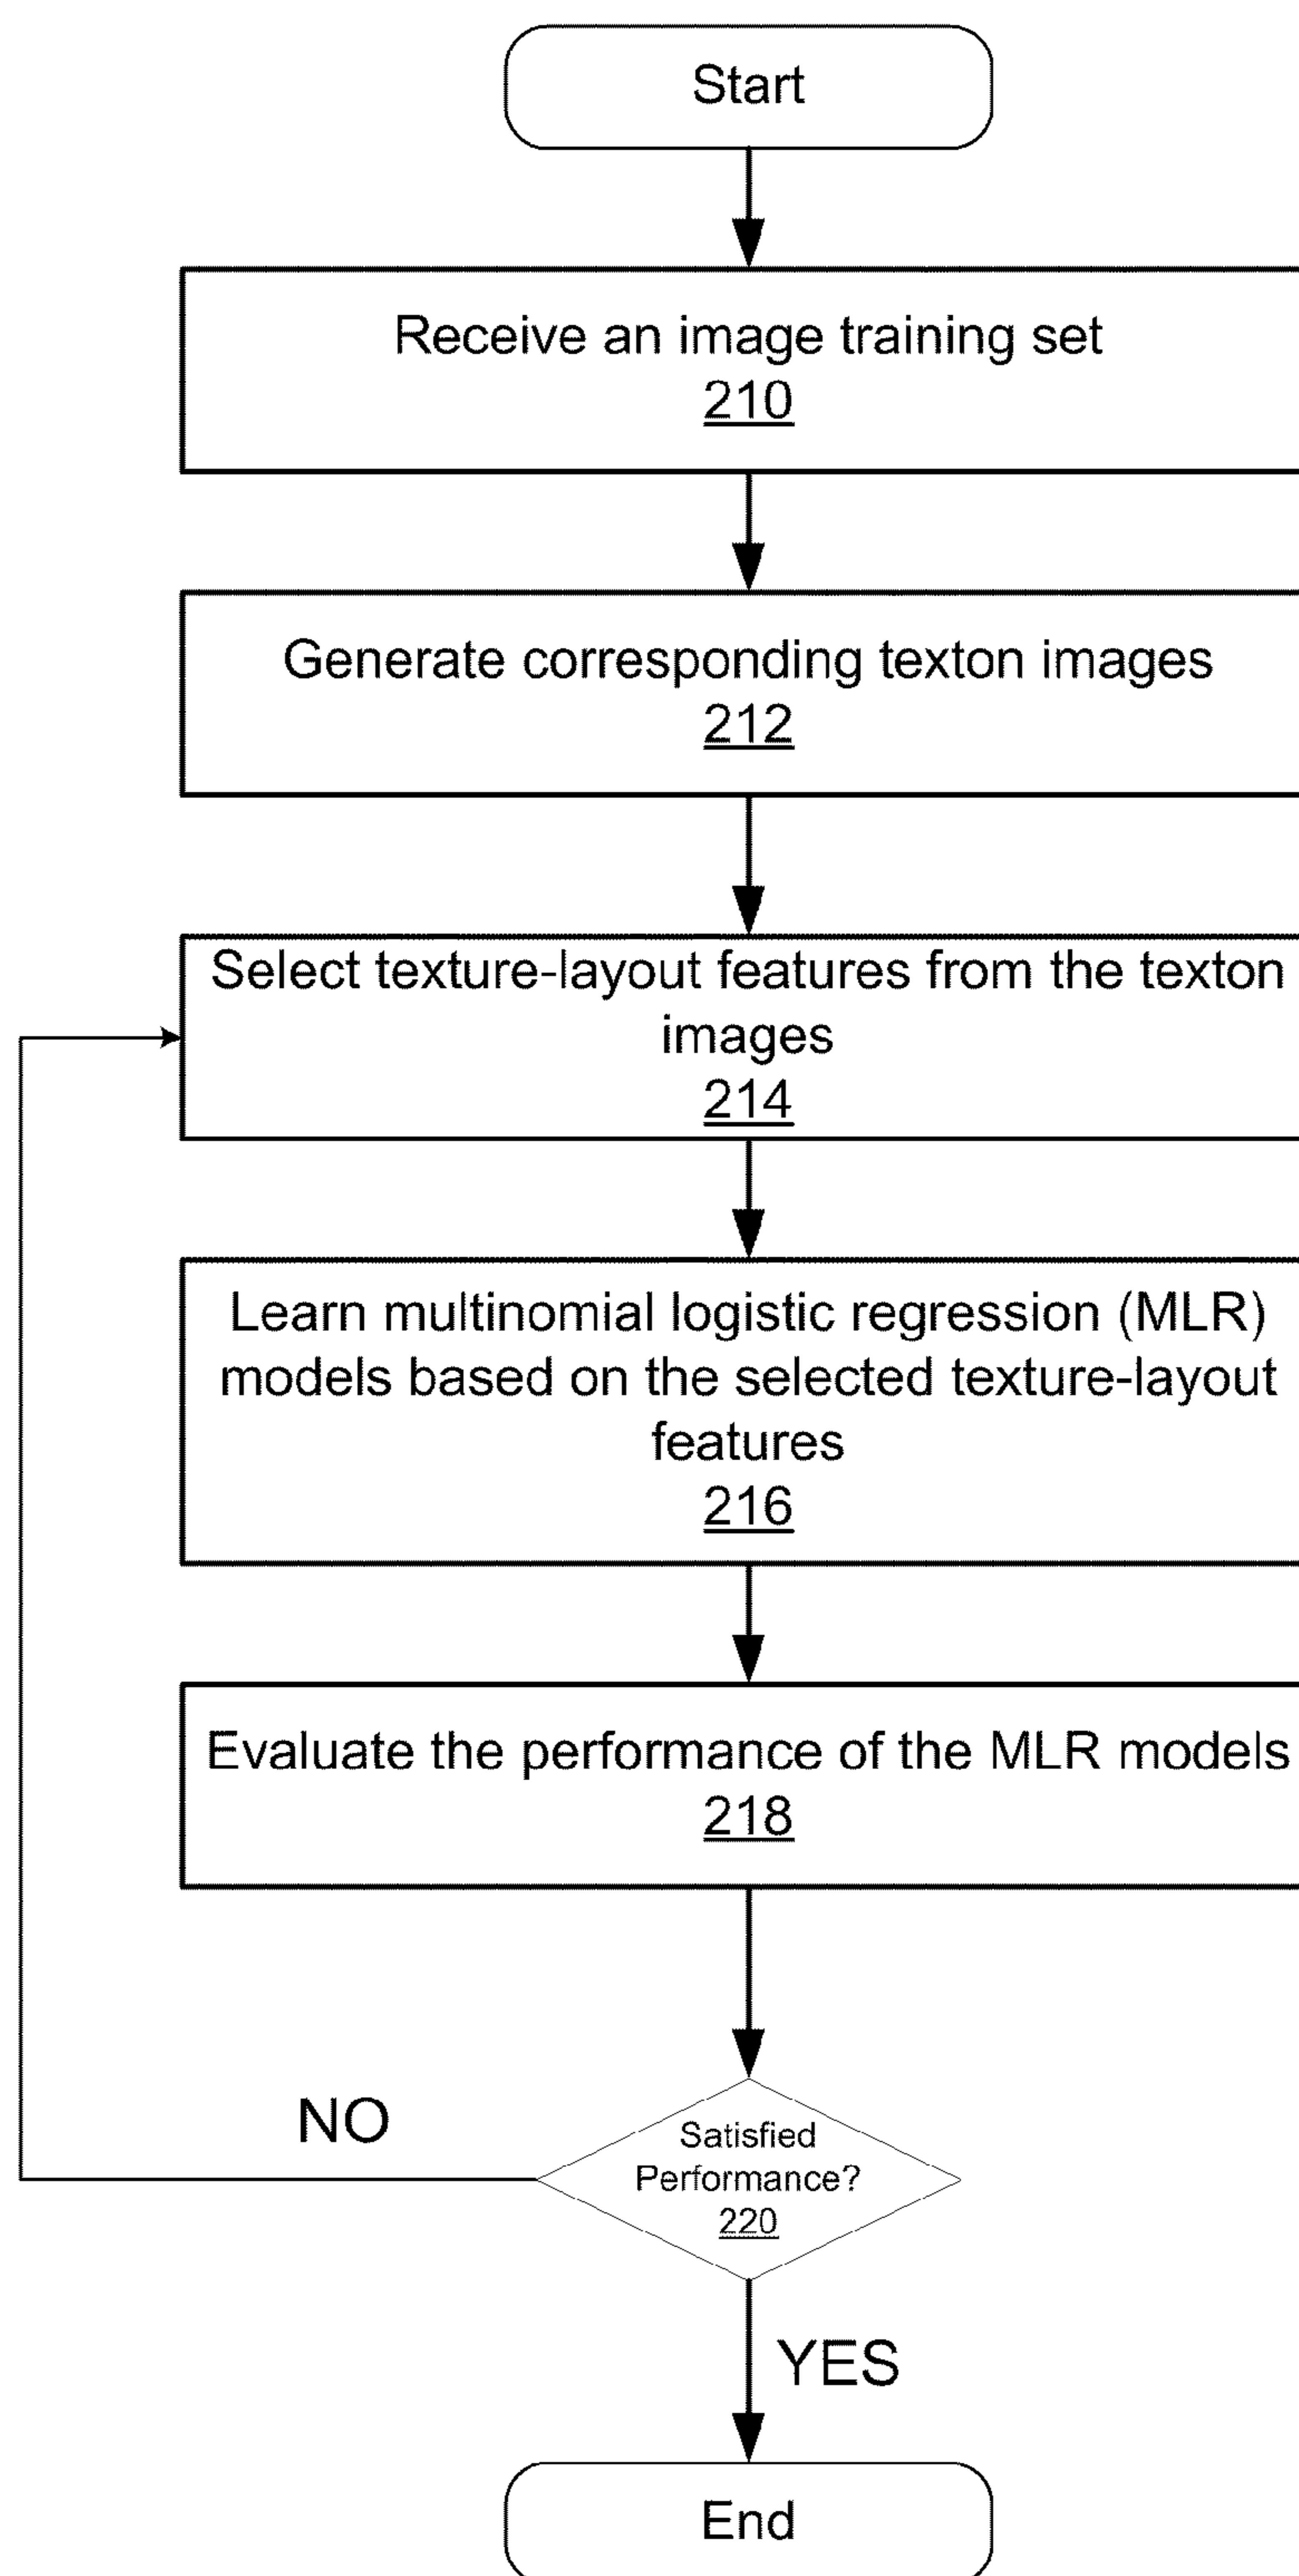 Start
Receive an image training set
210
Generate corresponding texton images
212
Select texture-layout features from the texton
images
214
Learn multinomial logistic regression (MLR)
models based on the selected texture-layout
features
216
Evaluate the performance of the MLR models
218
NO
Satisfied
Performance?
220
YES
End